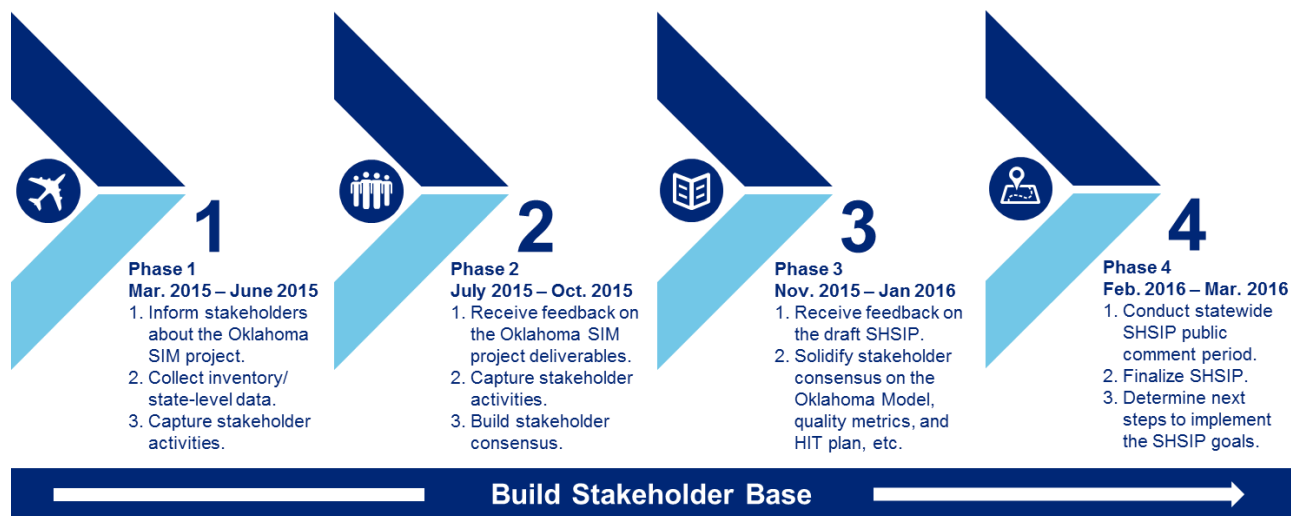 1
Phase 1
Mar. 2015 – June 2015
1. Inform stakeholders
about the Oklahoma
SIM project.
2. Collect inventory/
state-level data.
3. Capture stakeholder
activities.
2
Phase 2
July 2015 – Oct. 2015
1. Receive feedback on
the Oklahoma SIM
project deliverables.
2. Capture stakeholder
activities.
3. Build stakeholder
consensus.
3
Phase 3
Nov. 2015 – Jan 2016
1. Receive feedback on
the draft SHSIP.
2. Solidify stakeholder
consensus on the
Oklahoma Model,
quality metrics, and
HIT plan, etc.
4
Phase 4
Feb. 2016 – Mar. 2016
1. Conduct statewide
SHSIP public
comment period.
2. Finalize SHSIP.
3. Determine next
steps to implement
the SHSIP goals.
Build Stakeholder Base